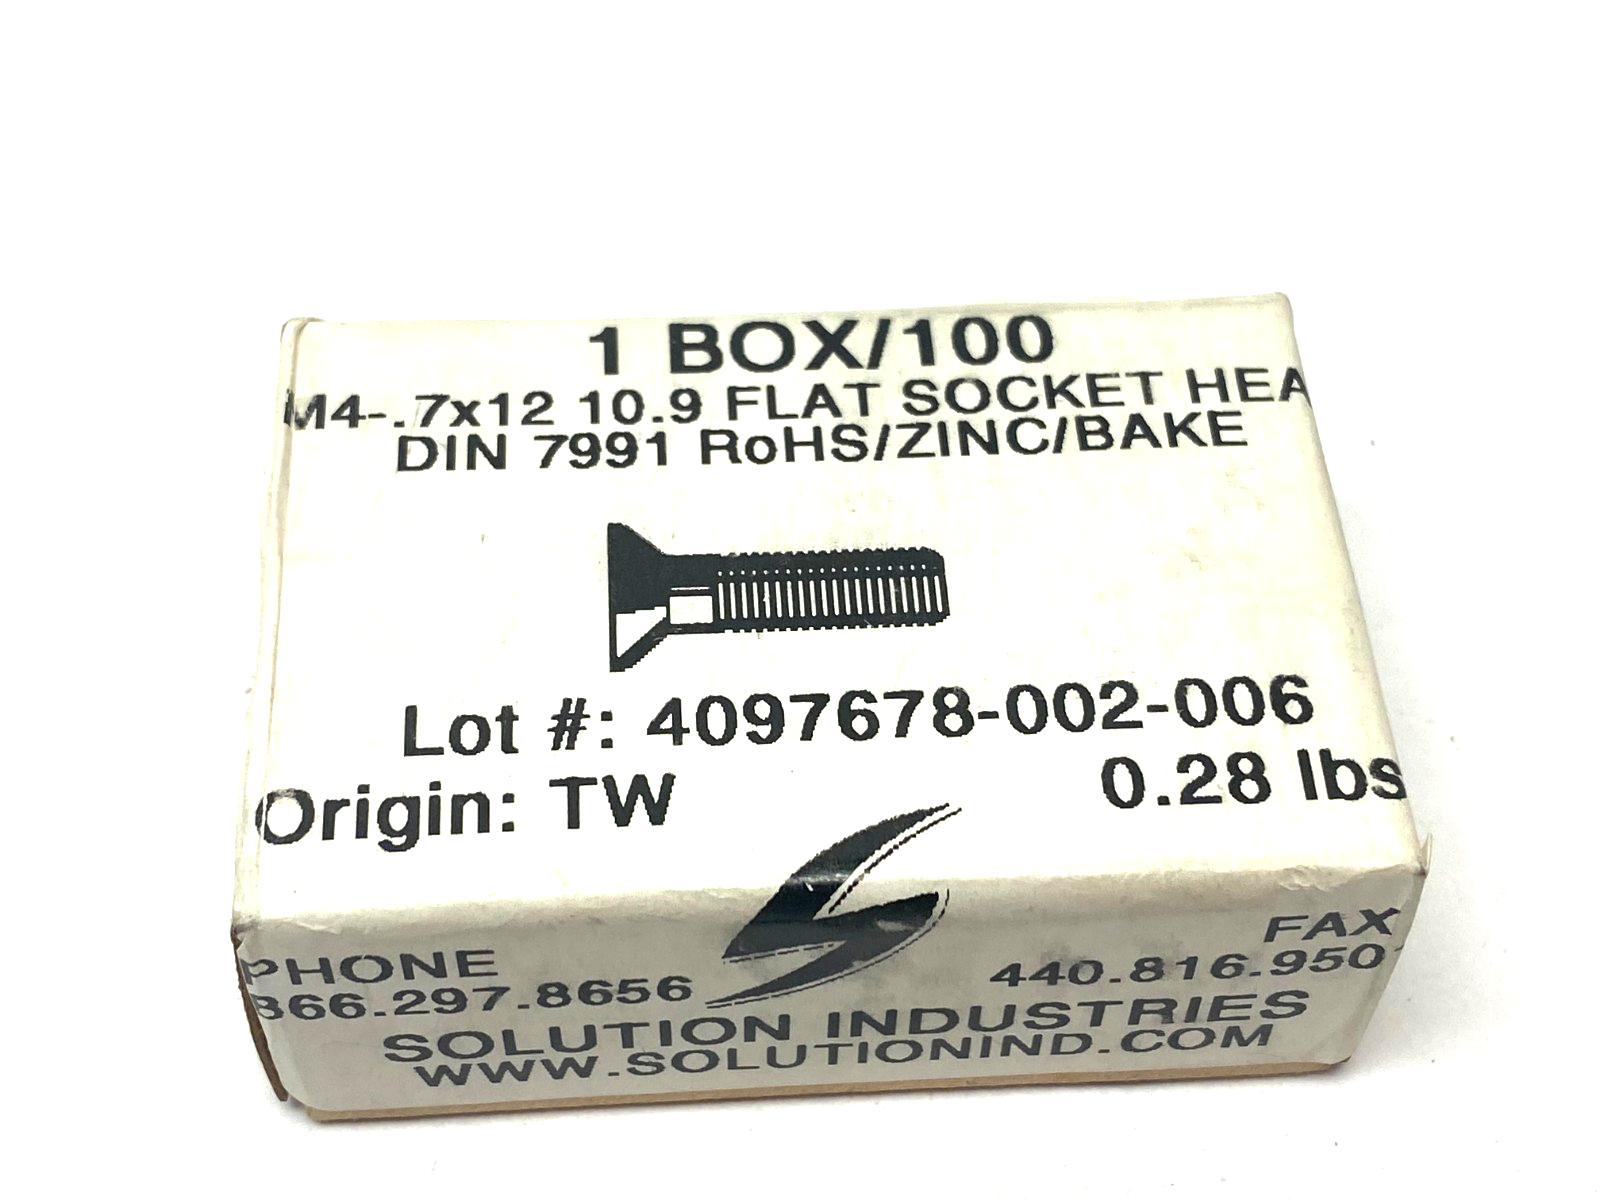 1 BOX/100
M4-.7x12 10.9 FLAT SOCKET HEA
DIN 7991 RoHS/ZINC/BAKE
Lot #: 4097678-002-006
Origin: TW 0.28 lbs
PHONE FAX
866.297.8656 440.816.950
SOLUTION INDUSTRIES
WWW.SOLUTIONIND.COM